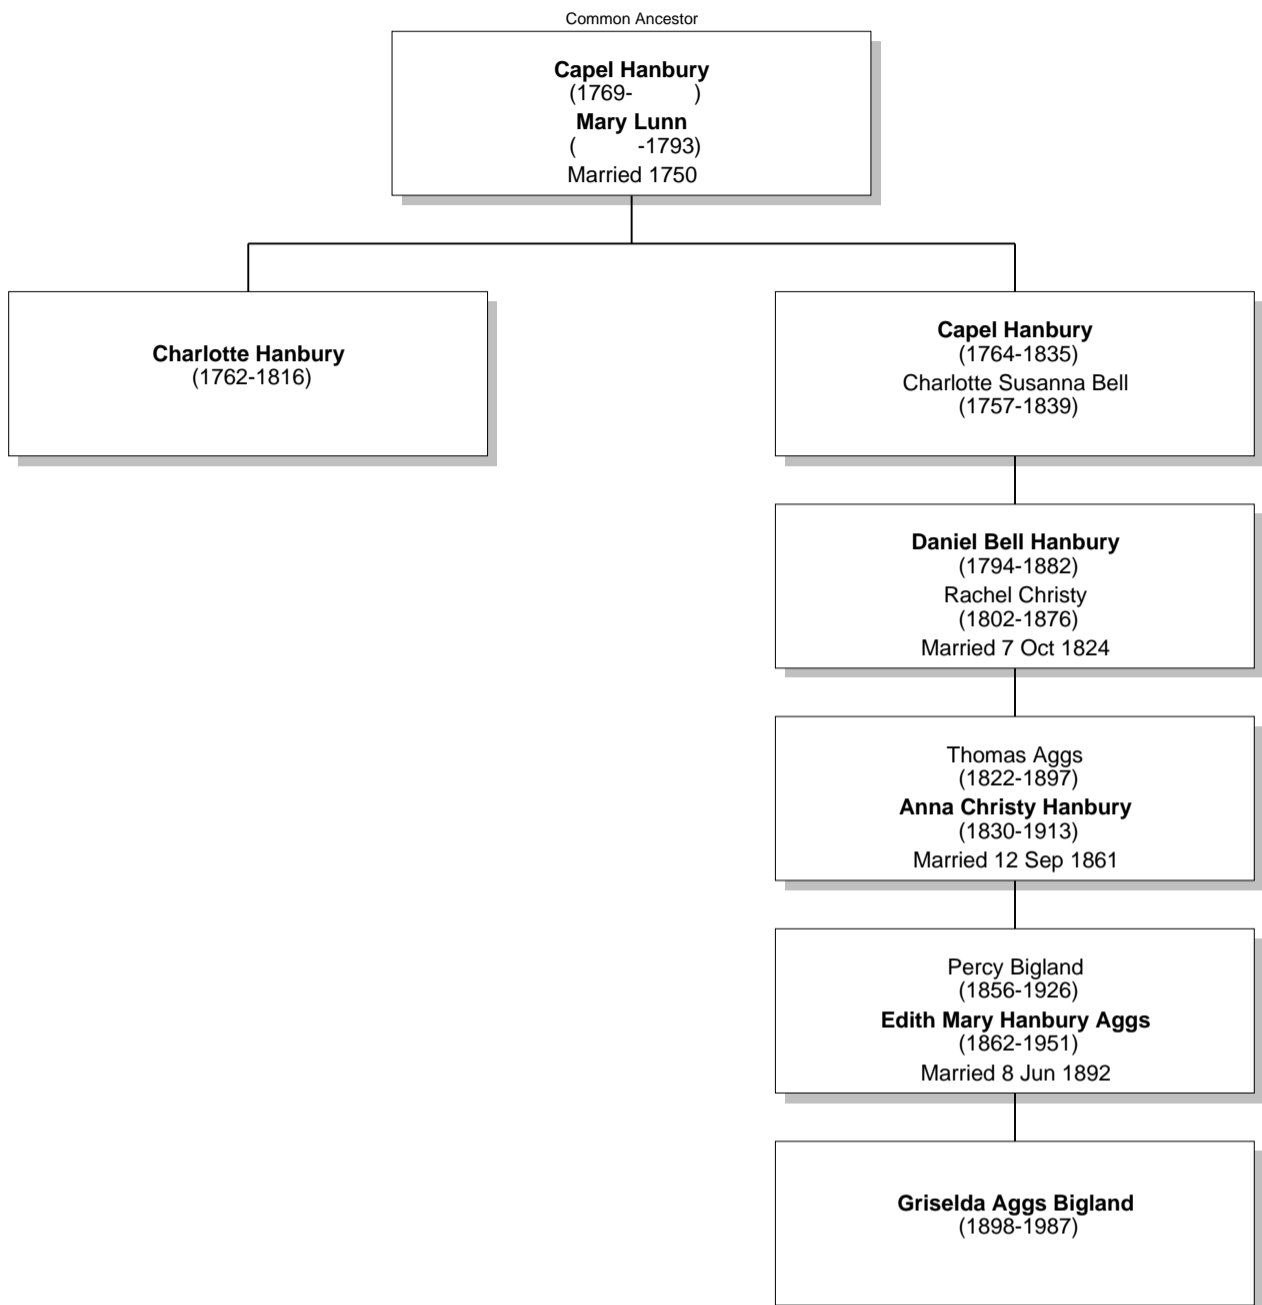 Common Ancestor
Capel Hanbury
(1769-          )
Mary Lunn
(          -1793)
Married 1750
Charlotte Hanbury
(1762-1816)
Capel Hanbury
(1764-1835)
Charlotte Susanna Bell
(1757-1839)
Daniel Bell Hanbury
(1794-1882)
Rachel Christy
(1802-1876)
Married 7 Oct 1824
Thomas Aggs
(1822-1897)
Anna Christy Hanbury
(1830-1913)
Married 12 Sep 1861
Percy Bigland
(1856-1926)
Edith Mary Hanbury Aggs
(1862-1951)
Married 8 Jun 1892
Griselda Aggs Bigland
(1898-1987)